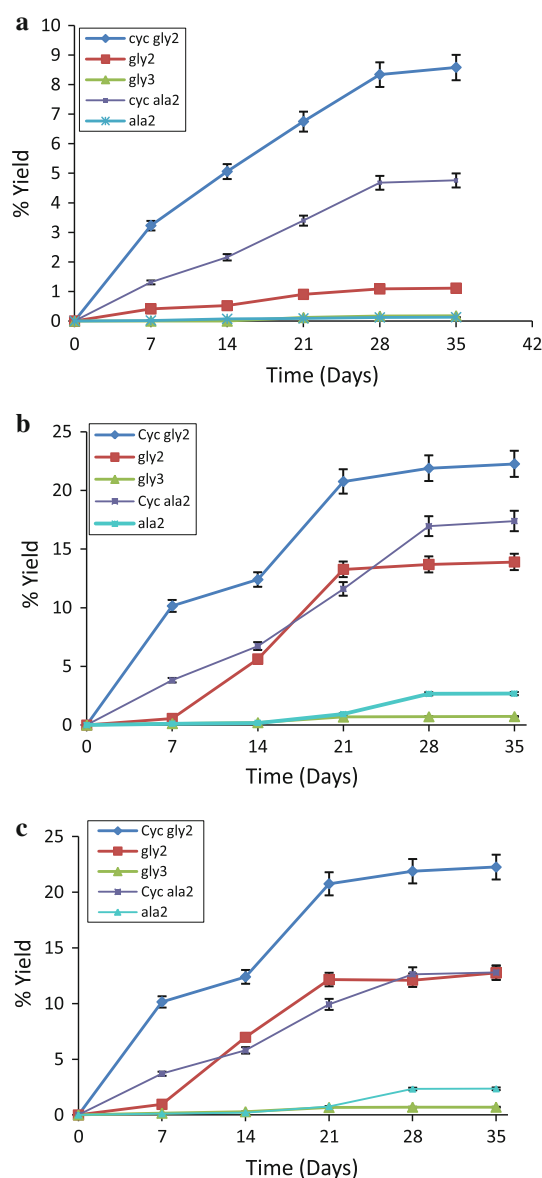 a
10
9
8
7
6
5
4
3
2
1
0
% Yield
cyc gly2
gly2
gly3
cyc ala2
ala2
0 7 14 21 28 35 42
Time (Days)
b
25
20
15
10
5
0
% Yield
Cyc gly2
gly2
gly3
Cyc ala2
ala2
0 7 14 21 28 35
Time (Days)
c
25
20
15
10
5
0
% Yield
Cyc gly2
gly2
gly3
Cyc ala2
ala2
0 7 14 21 28 35
Time (Days)